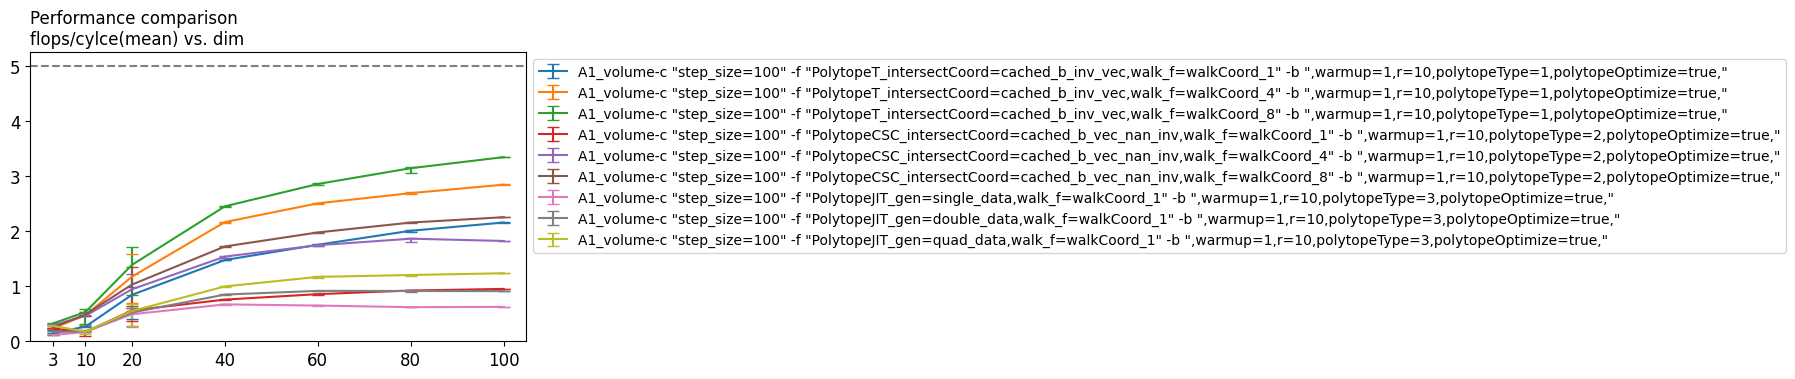 Performance comparison
flops/cylce(mean) vs. dim
5
4
3
2
1
0
3 10 20 40 60 80 100
A1_volume-c "step_size=100" -f "PolytopeT_intersectCoord=cached_b_inv_vec,walk_f=walkCoord_1" -b ",warmup=1,r=10,polytopeType=1,polytopeOptimize=true,"
A1_volume-c "step_size=100" -f "PolytopeT_intersectCoord=cached_b_inv_vec,walk_f=walkCoord_4" -b ",warmup=1,r=10,polytopeType=1,polytopeOptimize=true,"
A1_volume-c "step_size=100" -f "PolytopeT_intersectCoord=cached_b_inv_vec,walk_f=walkCoord_8" -b ",warmup=1,r=10,polytopeType=1,polytopeOptimize=true,"
A1_volume-c "step_size=100" -f "PolytopeCSC_intersectCoord=cached_b_vec_nan_inv,walk_f=walkCoord_1" -b ",warmup=1,r=10,polytopeType=2,polytopeOptimize=true,"
A1_volume-c "step_size=100" -f "PolytopeCSC_intersectCoord=cached_b_vec_nan_inv,walk_f=walkCoord_4" -b ",warmup=1,r=10,polytopeType=2,polytopeOptimize=true,"
A1_volume-c "step_size=100" -f "PolytopeCSC_intersectCoord=cached_b_vec_nan_inv,walk_f=walkCoord_8" -b ",warmup=1,r=10,polytopeType=2,polytopeOptimize=true,"
A1_volume-c "step_size=100" -f "PolytopeJIT_gen=single_data,walk_f=walkCoord_1" -b ",warmup=1,r=10,polytopeType=3,polytopeOptimize=true,"
A1_volume-c "step_size=100" -f "PolytopeJIT_gen=double_data,walk_f=walkCoord_1" -b ",warmup=1,r=10,polytopeType=3,polytopeOptimize=true,"
A1_volume-c "step_size=100" -f "PolytopeJIT_gen=quad_data,walk_f=walkCoord_1" -b ",warmup=1,r=10,polytopeType=3,polytopeOptimize=true,"